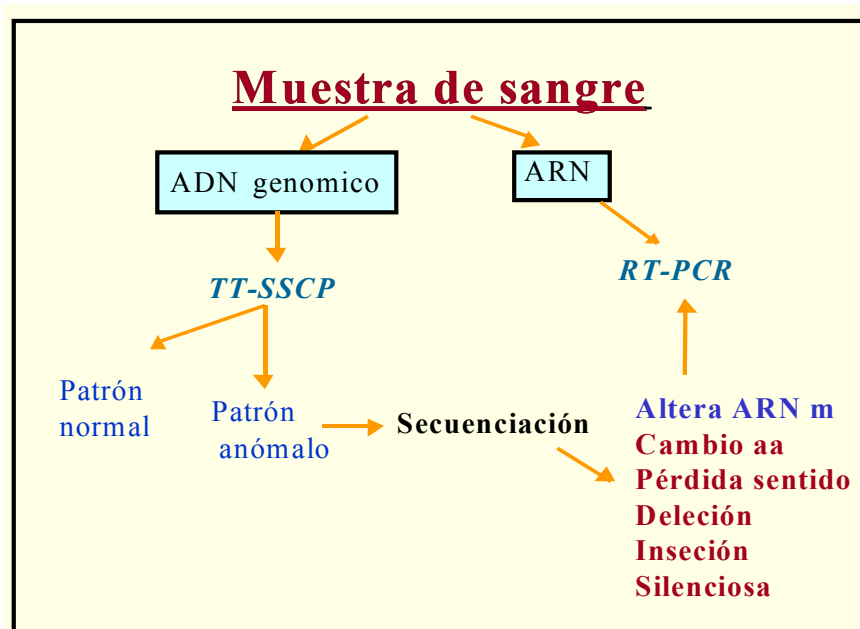 Muestra de sangre
ADN genomico
ARN
TT-SSCP
RT-PCR
Patrón
normal
Patrón
anómalo
Secuenciación
Altera ARN m
Cambio aa
Pérdida sentido
Deleción
Inseción
Silenciosa